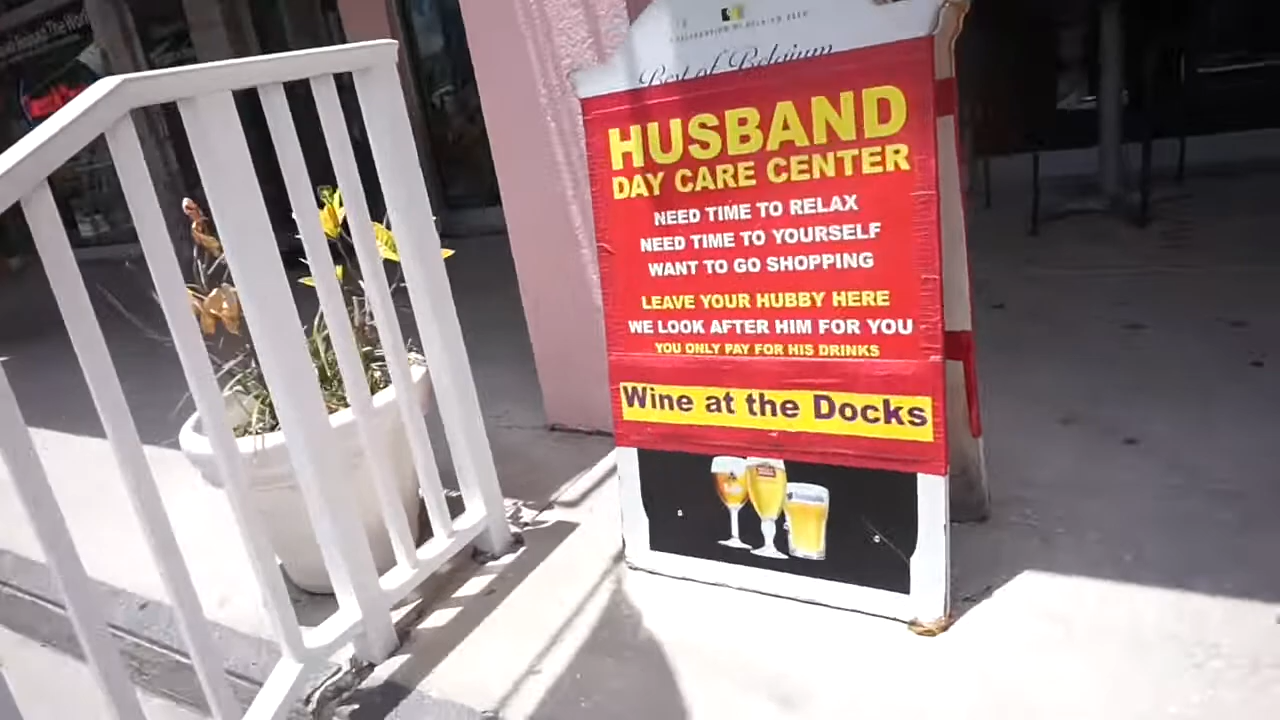 Best of Belgium
HUSBAND
DAY CARE CENTER
NEED TIME TO RELAX
NEED TIME TO YOURSELF
WANT TO GO SHOPPING
LEAVE YOUR HUBBY HERE
WE LOOK AFTER HIM FOR YOU
YOU ONLY PAY FOR HIS DRINKS
Wine at the Docks